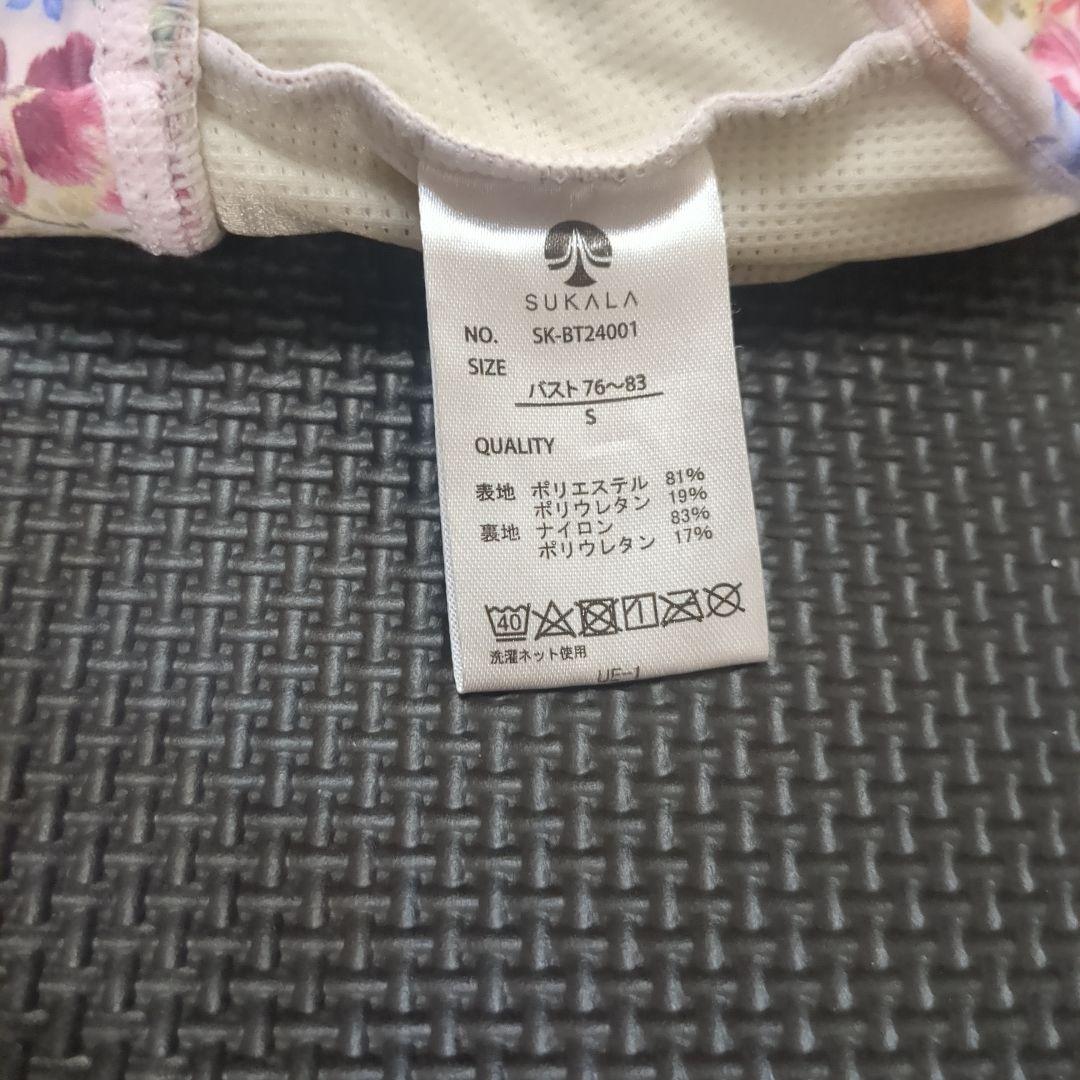 SUKALA
NO. SK-BT24001
SIZE
バスト 76～83
S
QUALITY
表地 ポリエステル 81%
ポリウレタン 19%
裏地 ナイロン 83%
ポリウレタン 17%
40
洗濯ネット使用